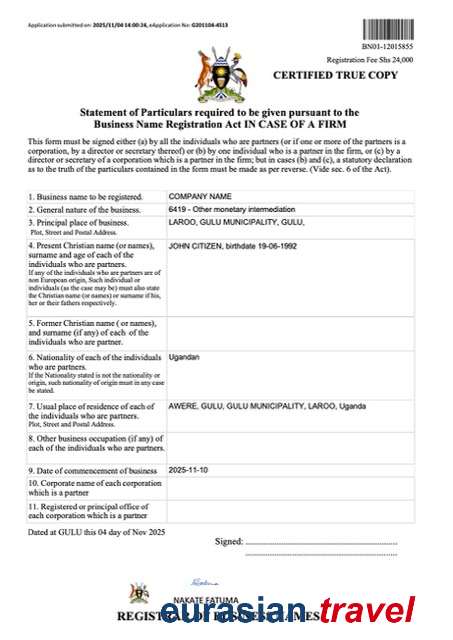 Application submitted on: 2025/11/04 14:00:26, eApplication No: G201104-4513
BN01-12015855
Registration Fee Shs 24,000
CERTIFIED TRUE COPY
Statement of Particulars required to be given pursuant to the
Business Name Registration Act IN CASE OF A FIRM
This form must be signed either (a) by all the individuals who are partners (or if one or more of the partners is a
corporation, by a director or secretary thereof) or (b) by one individual who is a partner in the firm, or (c) by a
director or secretary of a corporation which is a partner in the firm; but in cases (b) and (c), a statutory declaration
as to the truth of the particulars contained in the form must be made as per reverse. (Vide sec. 6 of the Act).
1. Business name to be registered. COMPANY NAME
2. General nature of the business. 6419 - Other monetary intermediation
3. Principal place of business. LAROO, GULU MUNICIPALITY, GULU,
Plot, Street and Postal Address.
4. Present Christian name (or names), JOHN CITIZEN, birthdate 19-06-1992
surname and age of each of the
individuals who are partners.
If any of the individuals who are partners are of
non European origin, Such individual or
individuals (as the case may be) must also state
the Christian name (or names) or surname if his,
her or their fathers respectively.
5. Former Christian name ( or names),
and surname (if any) of each of the
individuals who are partner.
6. Nationality of each of the individuals Ugandan
who are partners.
If the Nationality stated is not the nationality or
origin, such nationality of origin must in any case
be stated.
7. Usual place of residence of each of AWERE, GULU, GULU MUNICIPALITY, LAROO, Uganda
the individuals who are partners.
Plot, Street and Postal Address.
8. Other business occupation (if any) of
each of the individuals who are partners.
9. Date of commencement of business 2025-11-10
10. Corporate name of each corporation
which is a partner
11. Registered or principal office of
each corporation which is a partner
Dated at GULU this 04 day of Nov 2025
Signed:
NAKATE FATUMA
REGISTRAR OF BUSINESS NAMES
eurasian travel